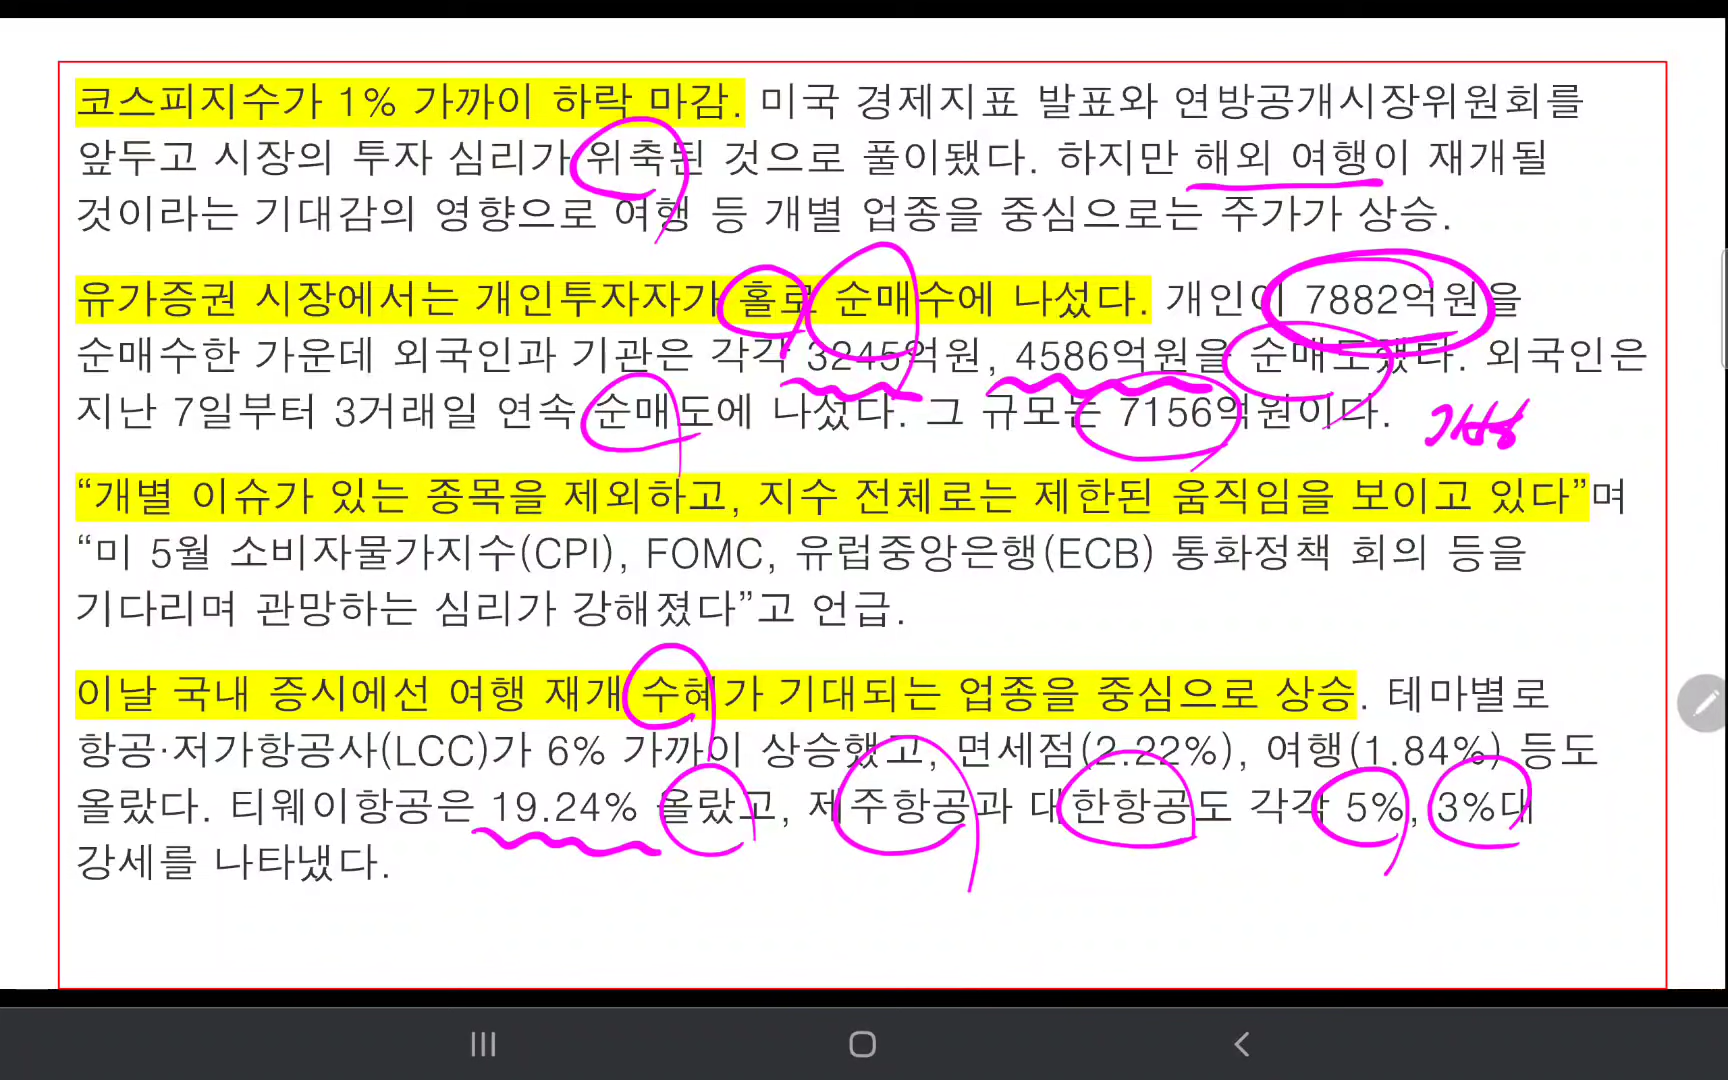 코스피지수가 1% 가까이 하락 마감. 미국 경제지표 발표와 연방공개시장위원회를
앞두고 시장의 투자 심리가 위축된 것으로 풀이됐다. 하지만 해외 여행이 재개될
것이라는 기대감의 영향으로 여행 등 개별 업종을 중심으로는 주가가 상승.
유가증권 시장에서는 개인투자자가 홀로 순매수에 나섰다. 개인이 7882억원을
순매수한 가운데 외국인과 기관은 각각 3245억원, 4586억원을 순매도했다. 외국인은
지난 7일부터 3거래일 연속 순매도에 나섰다. 그 규모는 7156억원이다.
“개별 이슈가 있는 종목을 제외하고, 지수 전체로는 제한된 움직임을 보이고 있다”며
“미 5월 소비자물가지수(CPI), FOMC, 유럽중앙은행(ECB) 통화정책 회의 등을
기다리며 관망하는 심리가 강해졌다”고 언급.
이날 국내 증시에선 여행 재개 수혜가 기대되는 업종을 중심으로 상승. 테마별로
항공·저가항공사(LCC)가 6% 가까이 상승했고, 면세점(2.22%), 여행(1.84%) 등도
올랐다. 티웨이항공은 19.24% 올랐고, 제주항공과 대한항공도 각각 5%, 3%대
강세를 나타냈다.